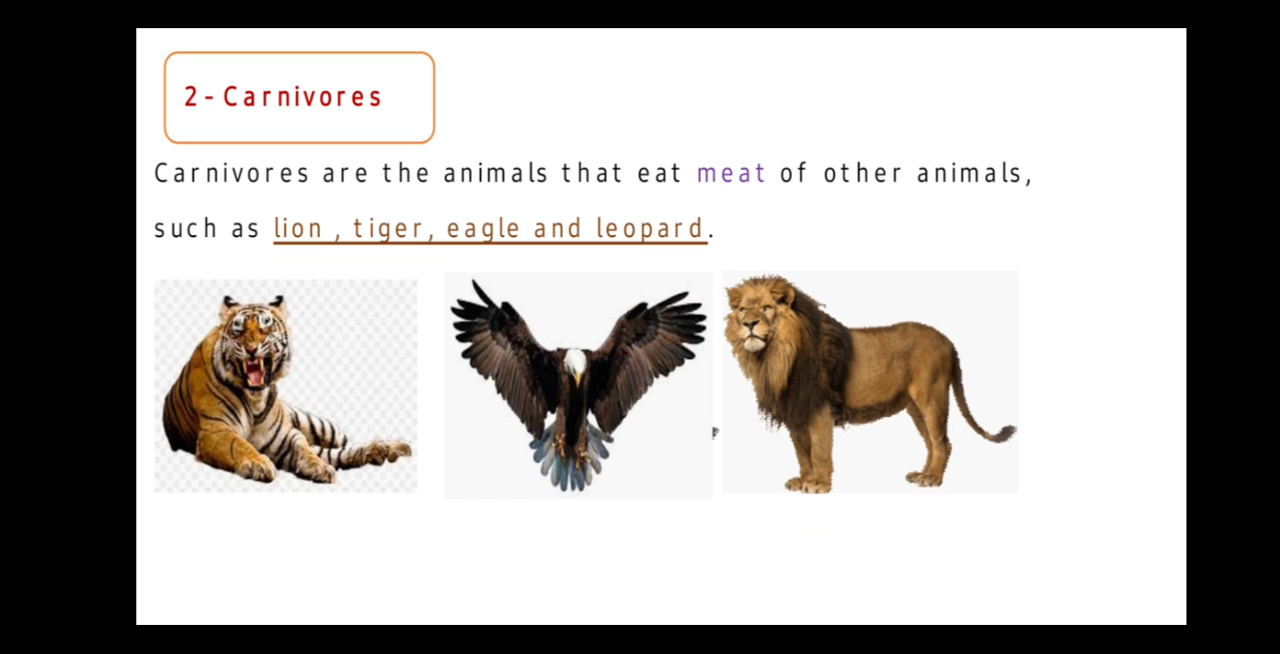 2-Carnivores
Carnivores are the animals that eat meat of other animals,
such as lion , tiger, eagle and leopard.